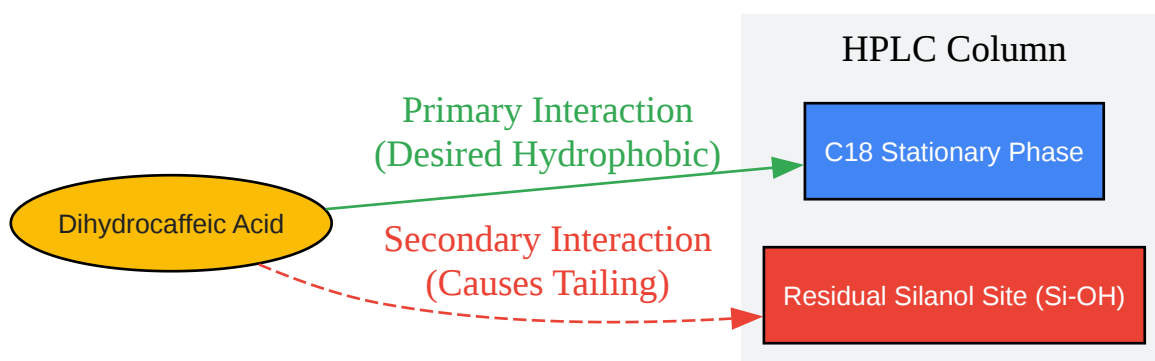 HPLC Column
Primary Interaction
(Desired Hydrophobic)
C18 Stationary Phase
Dihydrocaffeic Acid
Secondary Interaction
(Causes Tailing)
Residual Silanol Site (Si-OH)